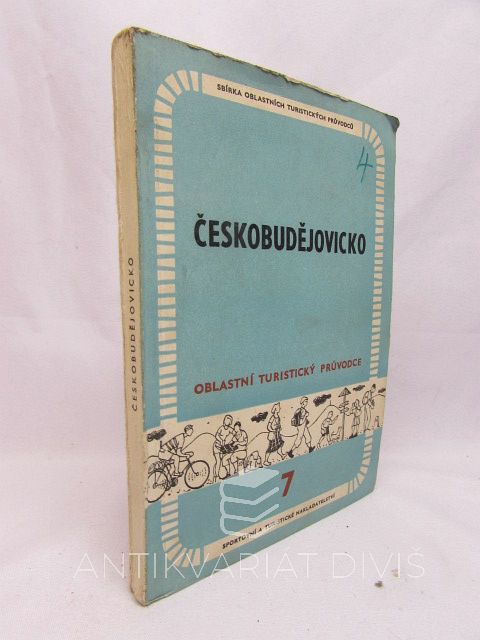 SBÍRKA OBLASTNÍCH TURISTICKÝCH PRŮVODCŮ
4
ČESKOBUDĚJOVICKO
OBLASTNÍ TURISTICKÝ PRŮVODCE
7
SPORTOVNÍ A TURISTICKÉ NAKLADATELSTVÍ
ČESKOBUDĚJOVICKO
ANTIKVARIÁT DIVIŠ